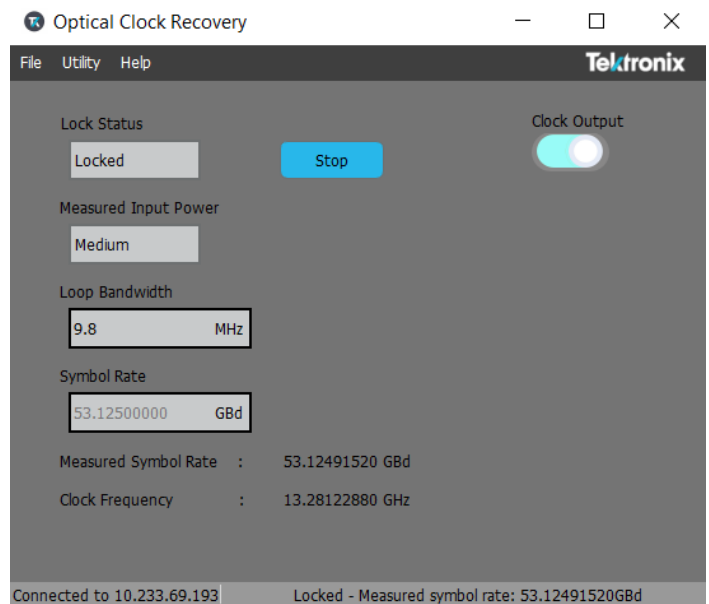 Optical Clock Recovery
File Utility Help Tektronix
Lock Status Clock Output
Locked Stop
Measured Input Power
Medium
Loop Bandwidth
9.8 MHz
Symbol Rate
53.12500000 GBd
Measured Symbol Rate : 53.12491520 GBd
Clock Frequency : 13.28122880 GHz
Connected to 10.233.69.193 Locked - Measured symbol rate: 53.12491520GBd